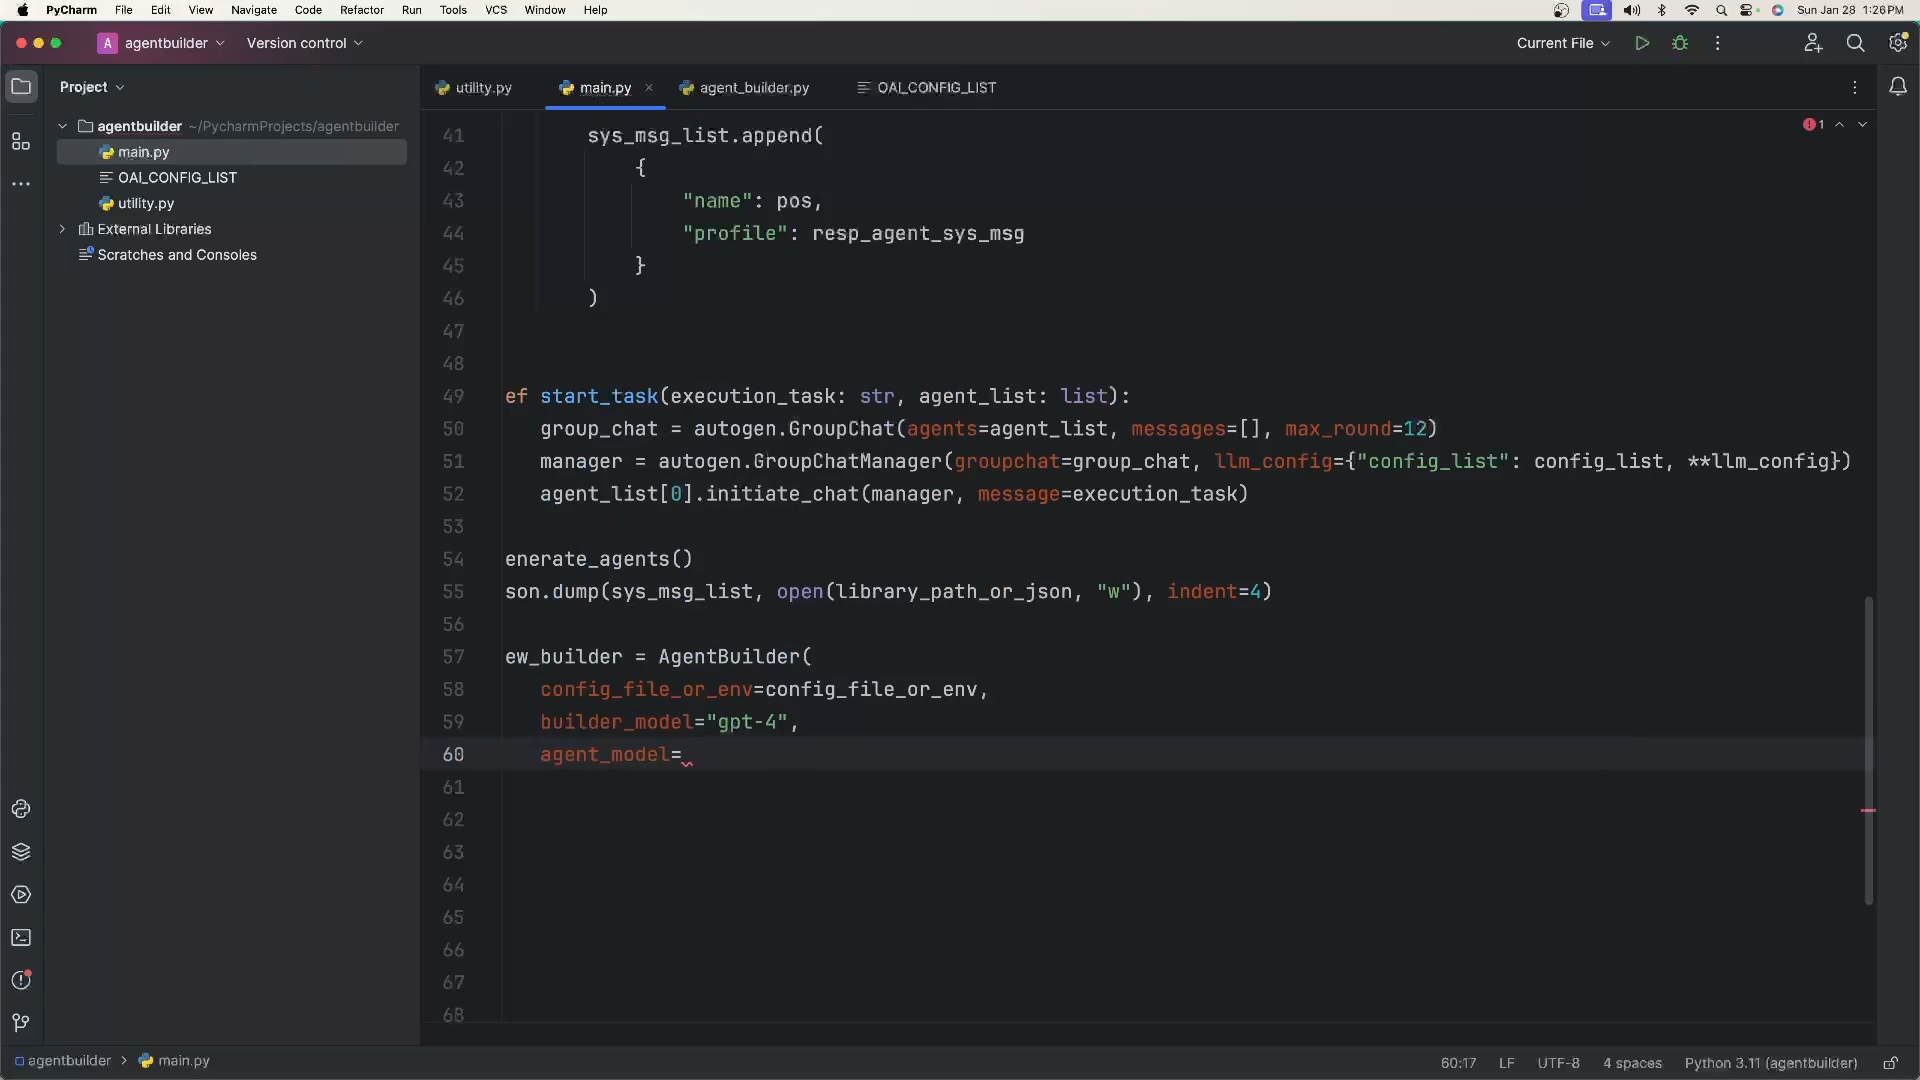 PyCharm File Edit View Navigate Code Refactor Run Tools VCS Window Help Sun Jan 28 1:26 PM
A agentbuilder Version control Current File
Project
utility.py main.py agent_builder.py OAI_CONFIG_LIST
agentbuilder ~/PycharmProjects/agentbuilder
main.py
OAI_CONFIG_LIST
utility.py
External Libraries
Scratches and Consoles
1
41 sys_msg_list.append(
42 {
43 "name": pos,
44 "profile": resp_agent_sys_msg
45 }
46 )
47
48
49 ef start_task(execution_task: str, agent_list: list):
50 group_chat = autogen.GroupChat(agents=agent_list, messages=[], max_round=12)
51 manager = autogen.GroupChatManager(groupchat=group_chat, llm_config={"config_list": config_list, **llm_config})
52 agent_list[0].initiate_chat(manager, message=execution_task)
53
54 enerate_agents()
55 son.dump(sys_msg_list, open(library_path_or_json, "w"), indent=4)
56
57 ew_builder = AgentBuilder(
58 config_file_or_env=config_file_or_env,
59 builder_model="gpt-4",
60 agent_model=
61
62
63
64
65
66
67
68
agentbuilder > main.py 60:17 LF UTF-8 4 spaces Python 3.11 (agentbuilder)